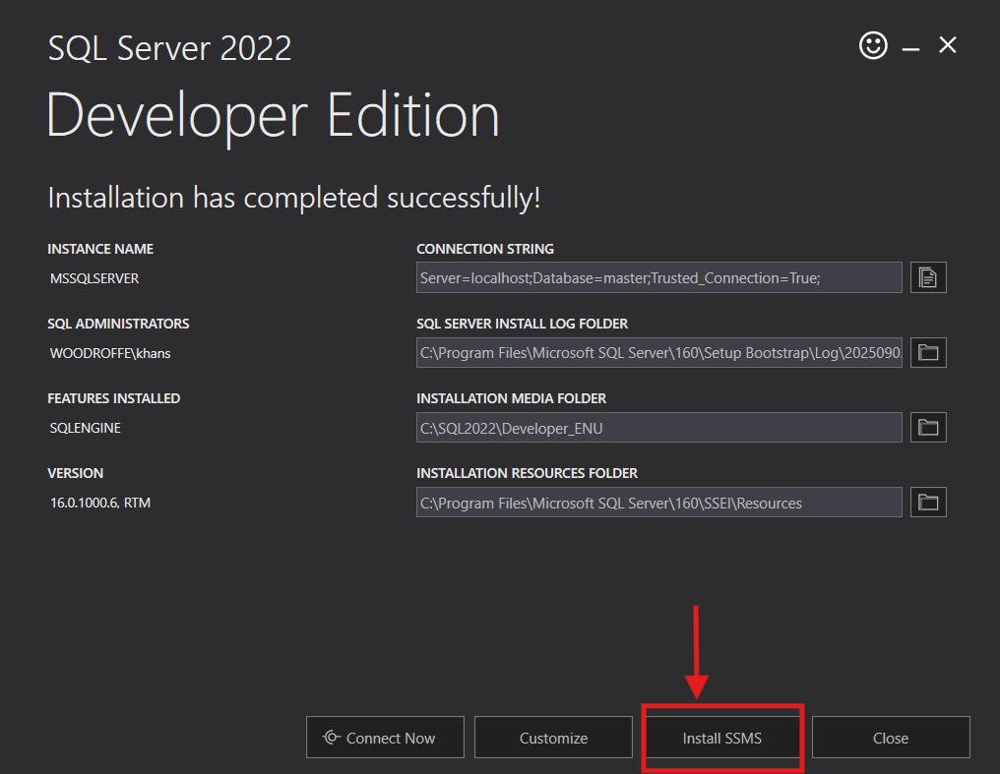 SQL Server 2022
Developer Edition
Installation has completed successfully!
INSTANCE NAME
MSSQLSERVER
CONNECTION STRING
Server=localhost;Database=master;Trusted_Connection=True;
SQL ADMINISTRATORS
WOODROFFE\khans
SQL SERVER INSTALL LOG FOLDER
C:\Program Files\Microsoft SQL Server\160\Setup Bootstrap\Log\2025090
FEATURES INSTALLED
SQLENGINE
INSTALLATION MEDIA FOLDER
C:\SQL2022\Developer_ENU
VERSION
16.0.1000.6, RTM
INSTALLATION RESOURCES FOLDER
C:\Program Files\Microsoft SQL Server\160\SSEI\Resources
Connect Now
Customize
Install SSMS
Close